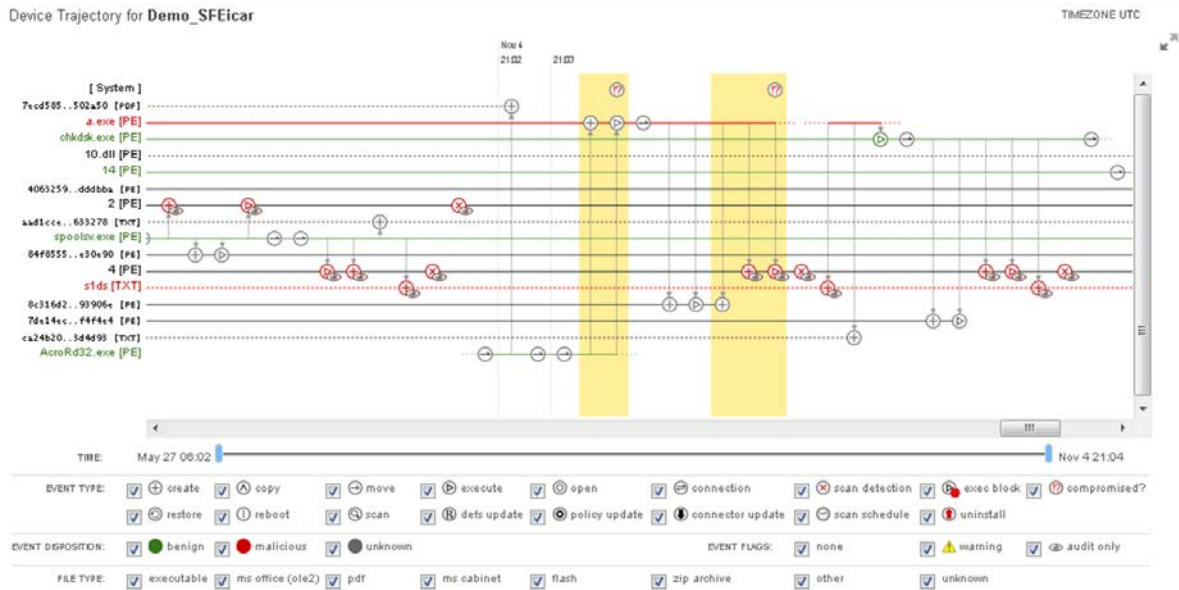 Device Trajectory for Demo_SFEicar
TIMEZONE UTC
Nov 4
21:02 21:03
[ System ]
7ecd585..502a50 [PDF]
a.exe [PE]
chkdsk.exe [PE]
10.dll [PE]
14 [PE]
4063259..dddbba [PE]
2 [PE]
aad1cce..633278 [TXT]
spoolsv.exe [PE]
84f8555..e30e90 [PE]
4 [PE]
s1ds [TXT]
8c316d2..93906e [PE]
7de14ec..f4f4e4 [PE]
ca24b20..3d4d93 [TXT]
AcroRd32.exe [PE]
TIME: May 27 06:02 Nov 4 21:04
EVENT TYPE: create copy move execute open connection scan detection exec block compromised?
restore reboot scan defs update policy update connector update scan schedule uninstall
EVENT DISPOSITION: benign malicious unknown EVENT FLAGS: none warning audit only
FILE TYPE: executable ms office (ole2) pdf ms cabinet flash zip archive other unknown